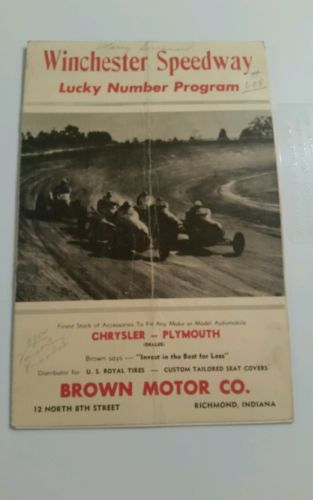 Winchester Speedway
Lucky Number Program
Finest Stock of Accessories To Fit Any Make or Model Automobile
CHRYSLER — PLYMOUTH
(DEALER)
Brown says — "Invest in the Best for Less"
Distributor for U. S. ROYAL TIRES — CUSTOM TAILORED SEAT COVERS
BROWN MOTOR CO.
12 NORTH 8TH STREET RICHMOND, INDIANA